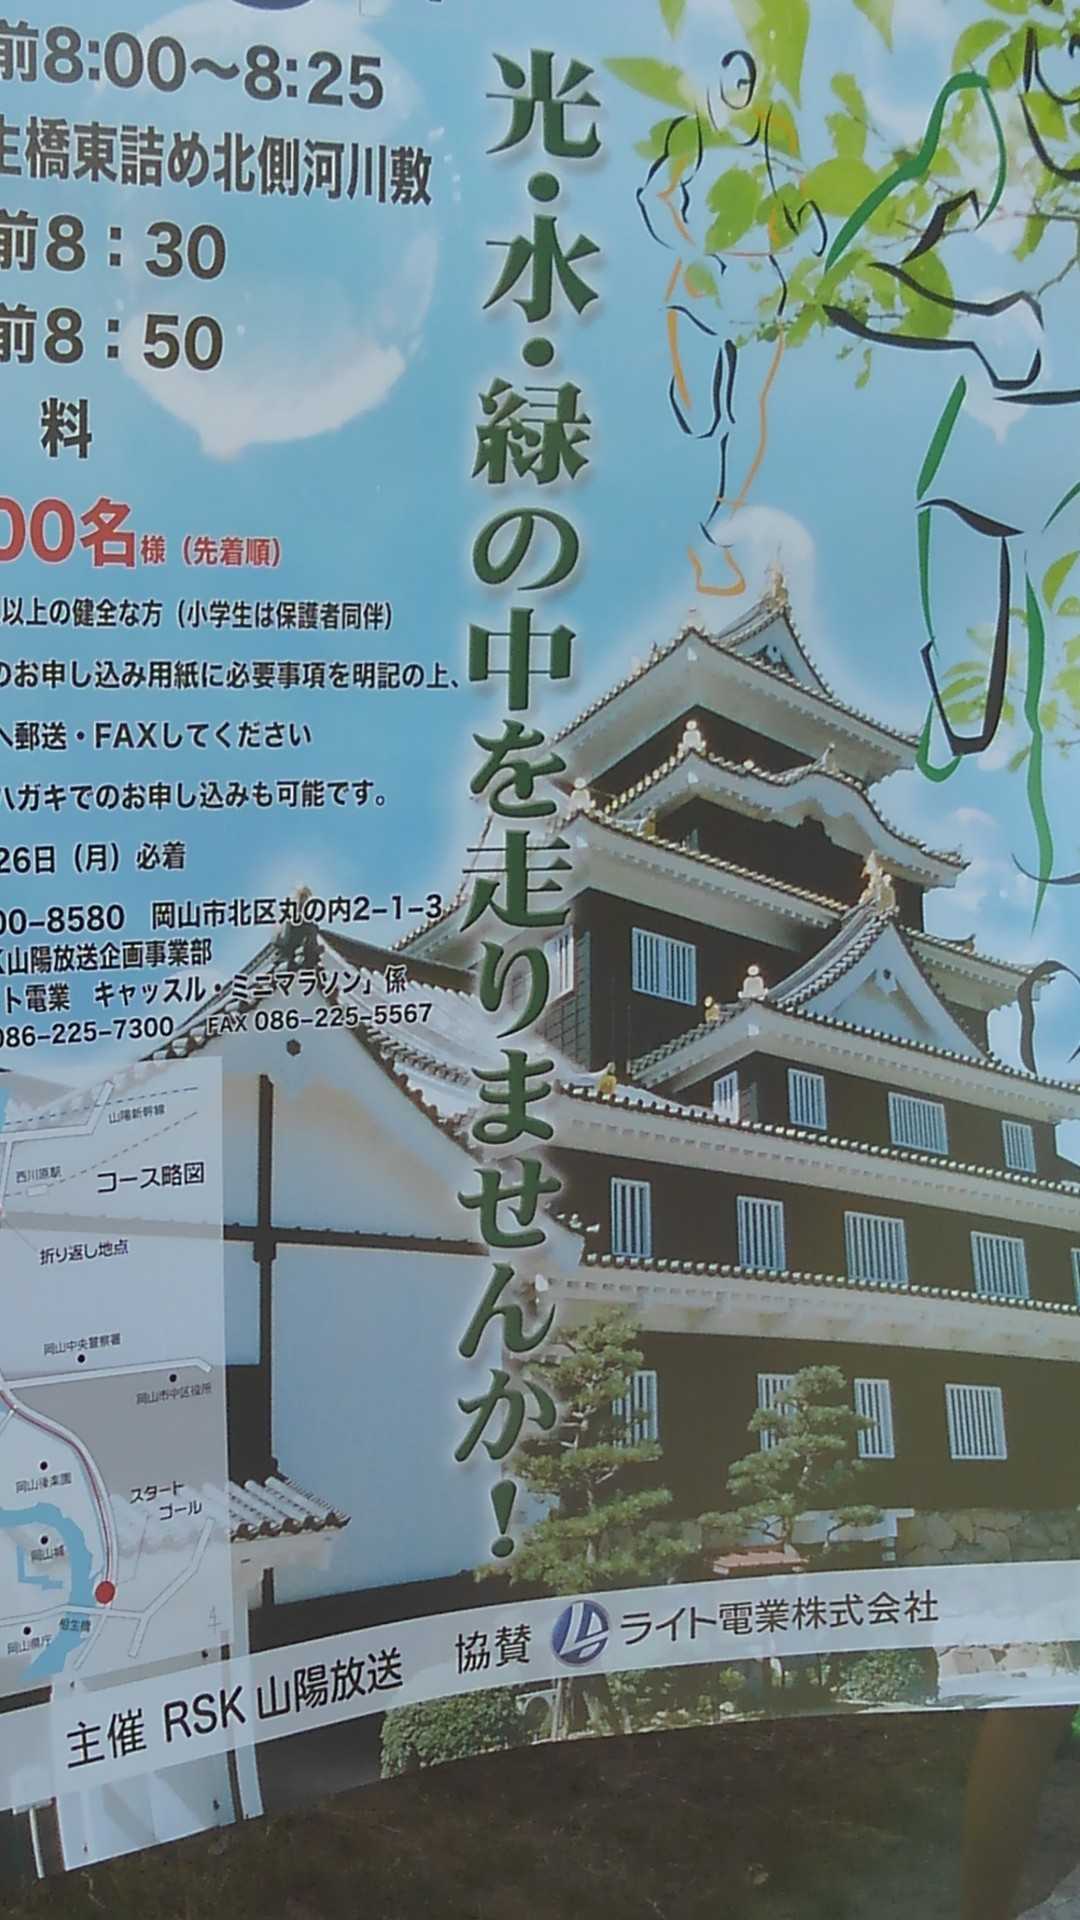 前8:00〜8:25
生橋東詰め北側河川敷
前8:30
前8:50
料
00名様（先着順）
以上の健全な方（小学生は保護者同伴）
のお申し込み用紙に必要事項を明記の上、
へ郵送・FAXしてください
ハガキでのお申し込みも可能です。
26日（月）必着
00-8580 岡山市北区丸の内2-1-3
K山陽放送企画事業部
ト電業 キャッスル・ミニマラソン」係
086-225-7300 FAX 086-225-5567
光・水・緑の中を走りませんか！
山陽新幹線
西川原駅
コース略図
折り返し地点
岡山中央警察署
岡山市中区役所
岡山後楽園
スタート
ゴール
岡山城
相生橋
岡山県庁
主催 RSK 山陽放送 協賛 ライト電業株式会社